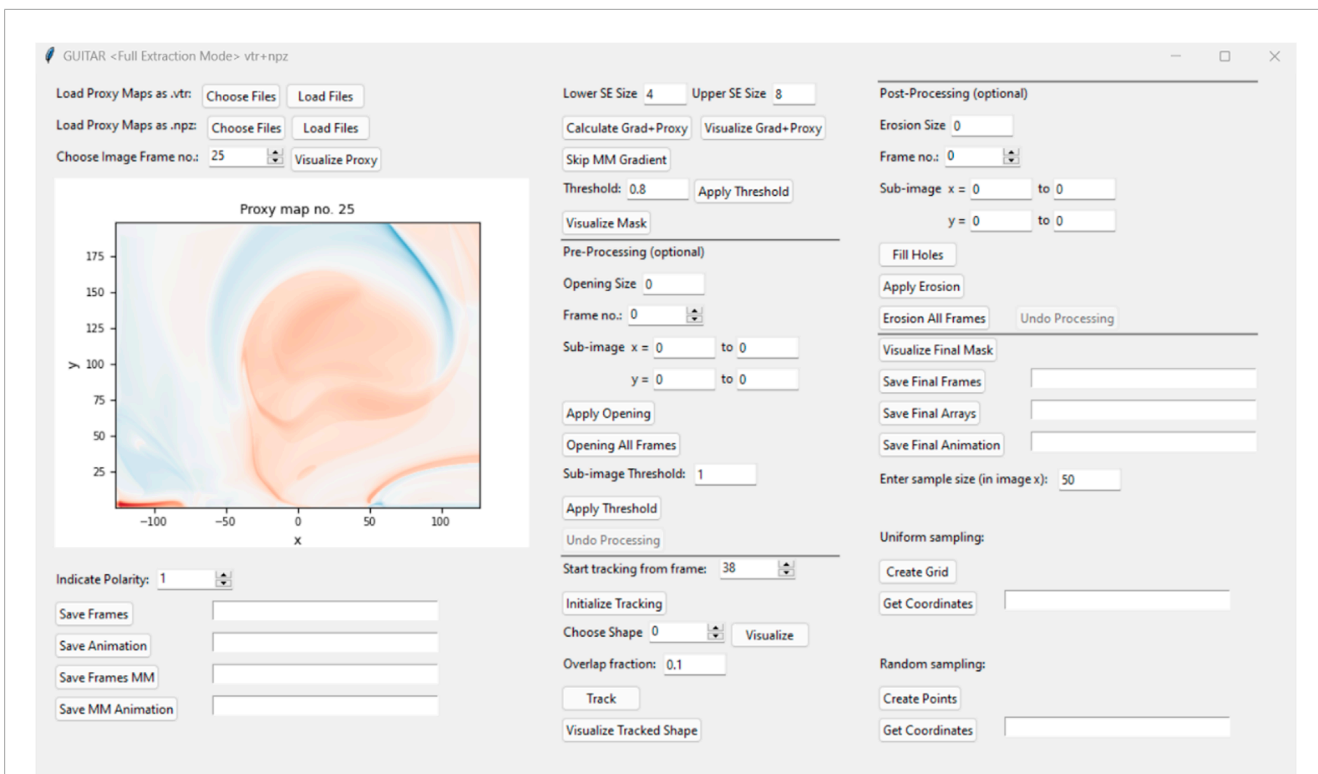 GUITAR <Full Extraction Mode> vtr+npz
Load Proxy Maps as .vtr: Choose Files Load Files
Load Proxy Maps as .npz: Choose Files Load Files
Choose Image Frame no.: 25 Visualize Proxy
Proxy map no. 25
175
150
125
100
75
50
25
y
−100 −50 0 50 100
x
Indicate Polarity: 1
Save Frames
Save Animation
Save Frames MM
Save MM Animation
Lower SE Size 4 Upper SE Size 8
Calculate Grad+Proxy Visualize Grad+Proxy
Skip MM Gradient
Threshold: 0.8 Apply Threshold
Visualize Mask
Pre-Processing (optional)
Opening Size 0
Frame no.: 0
Sub-image x = 0 to 0
y = 0 to 0
Apply Opening
Opening All Frames
Sub-image Threshold: 1
Apply Threshold
Undo Processing
Start tracking from frame: 38
Initialize Tracking
Choose Shape 0 Visualize
Overlap fraction: 0.1
Track
Visualize Tracked Shape
Post-Processing (optional)
Erosion Size 0
Frame no.: 0
Sub-image x = 0 to 0
y = 0 to 0
Fill Holes
Apply Erosion
Erosion All Frames Undo Processing
Visualize Final Mask
Save Final Frames
Save Final Arrays
Save Final Animation
Enter sample size (in image x): 50
Uniform sampling:
Create Grid
Get Coordinates
Random sampling:
Create Points
Get Coordinates